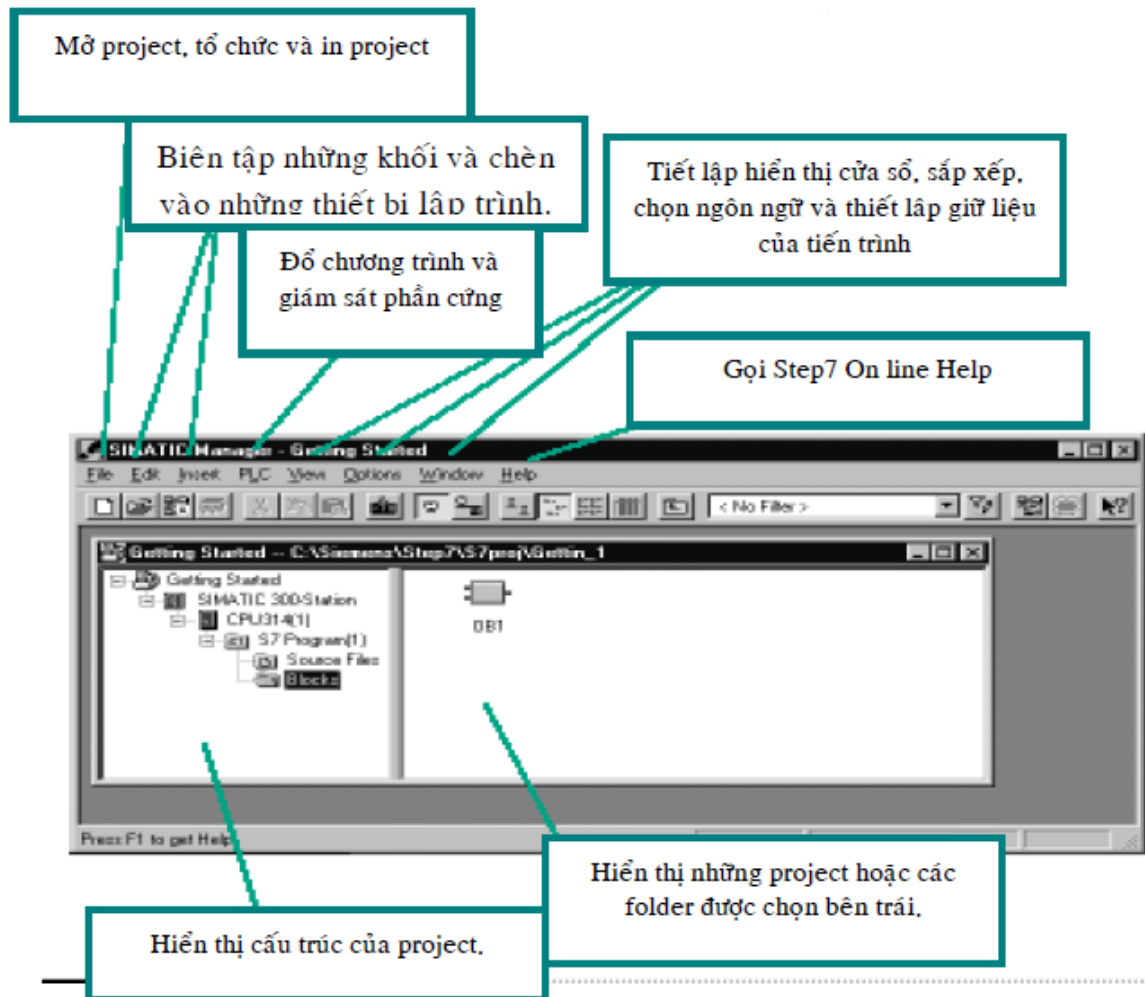 Mở project, tổ chức và in project
Biên tập những khối và chèn
vào những thiết bị lập trình.
Tiết lập hiển thị cửa sổ, sắp xếp,
chọn ngôn ngữ và thiết lâp giữ liệu
của tiến trình
Đổ chương trình và
giám sát phần cứng
Gọi Step7 On line Help
SIMATIC Manager - Getting Started
File Edit Insert PLC View Options Window Help
< No Filter >
Getting Started -- C:\Siemens\Step7\S7proj\Gettin_1
Getting Started
SIMATIC 300-Station
CPU314(1)
S7 Program(1)
Source Files
Blocks
OB1
Press F1 to get Help
Hiển thị những project hoặc các
folder được chọn bên trái.
Hiển thị cấu trúc của project.